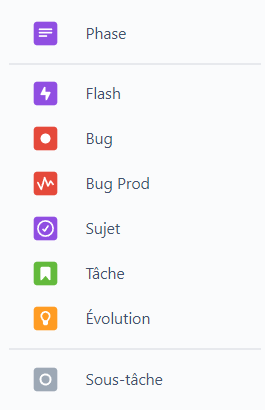 Phase
Flash
Bug
Bug Prod
Sujet
Tâche
Évolution
Sous-tâche